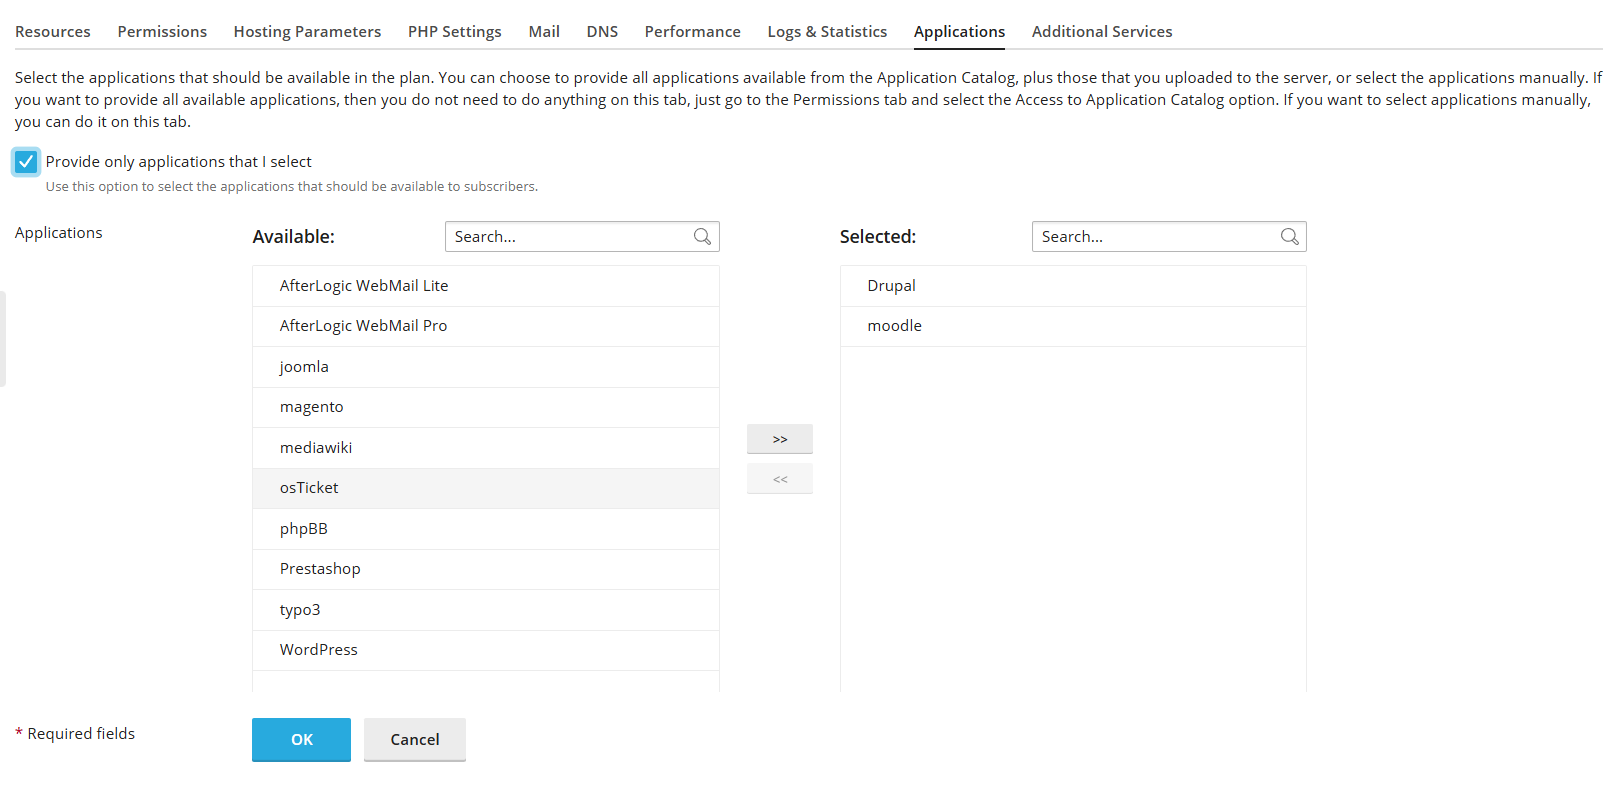 Resources Permissions Hosting Parameters PHP Settings Mail DNS Performance Logs & Statistics Applications Additional Services
Select the applications that should be available in the plan. You can choose to provide all applications available from the Application Catalog, plus those that you uploaded to the server, or select the applications manually. If
you want to provide all available applications, then you do not need to do anything on this tab, just go to the Permissions tab and select the Access to Application Catalog option. If you want to select applications manually,
you can do it on this tab.
Provide only applications that I select
Use this option to select the applications that should be available to subscribers.
Applications
Available:
Search...
AfterLogic WebMail Lite
AfterLogic WebMail Pro
joomla
magento
mediawiki
osTicket
phpBB
Prestashop
typo3
WordPress
>>
<<
Selected:
Search...
Drupal
moodle
* Required fields
OK
Cancel